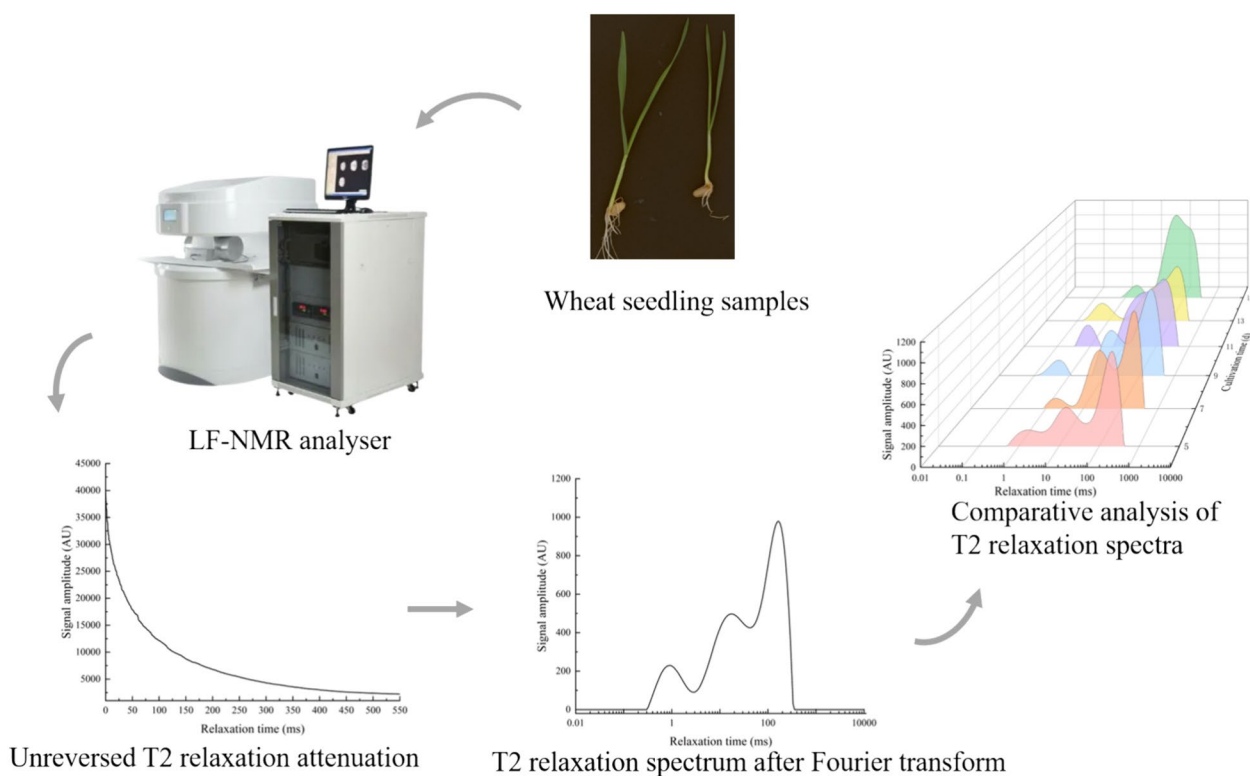 Wheat seedling samples
LF-NMR analyser
45000
40000
35000
30000
25000
20000
15000
10000
5000
Signal amplitude (AU)
0 50 100 150 200 250 300 350 400 450 500 550
Relaxation time (ms)
Unreversed T2 relaxation attenuation
1200
1000
800
600
400
200
0
Signal amplitude (AU)
0.01 1 100 10000
Relaxation time (ms)
T2 relaxation spectrum after Fourier transform
1200
1000
800
600
400
200
0
Signal amplitude (AU)
0.01 0.1 1 10 100 1000 10000
Relaxation time (ms)
5
7
9
11
13
Cultivation time (d)
Comparative analysis of
T2 relaxation spectra